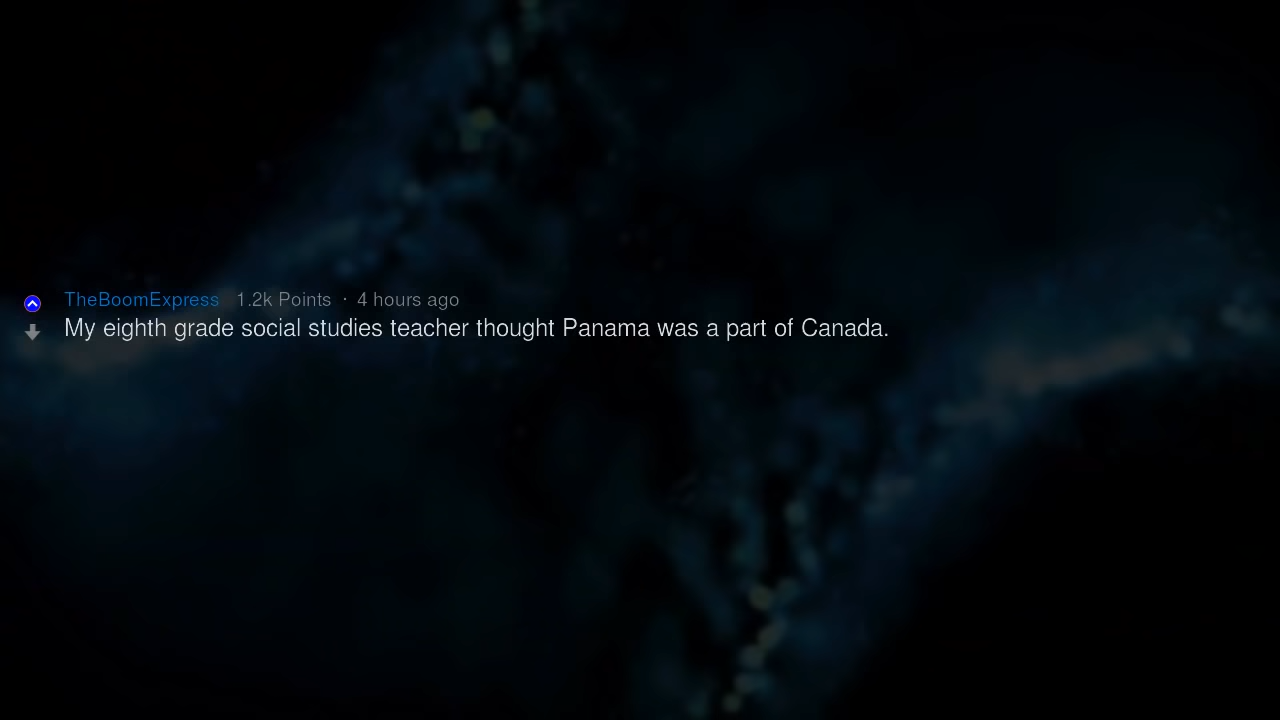 TheBoomExpress 1.2k Points · 4 hours ago
My eighth grade social studies teacher thought Panama was a part of Canada.